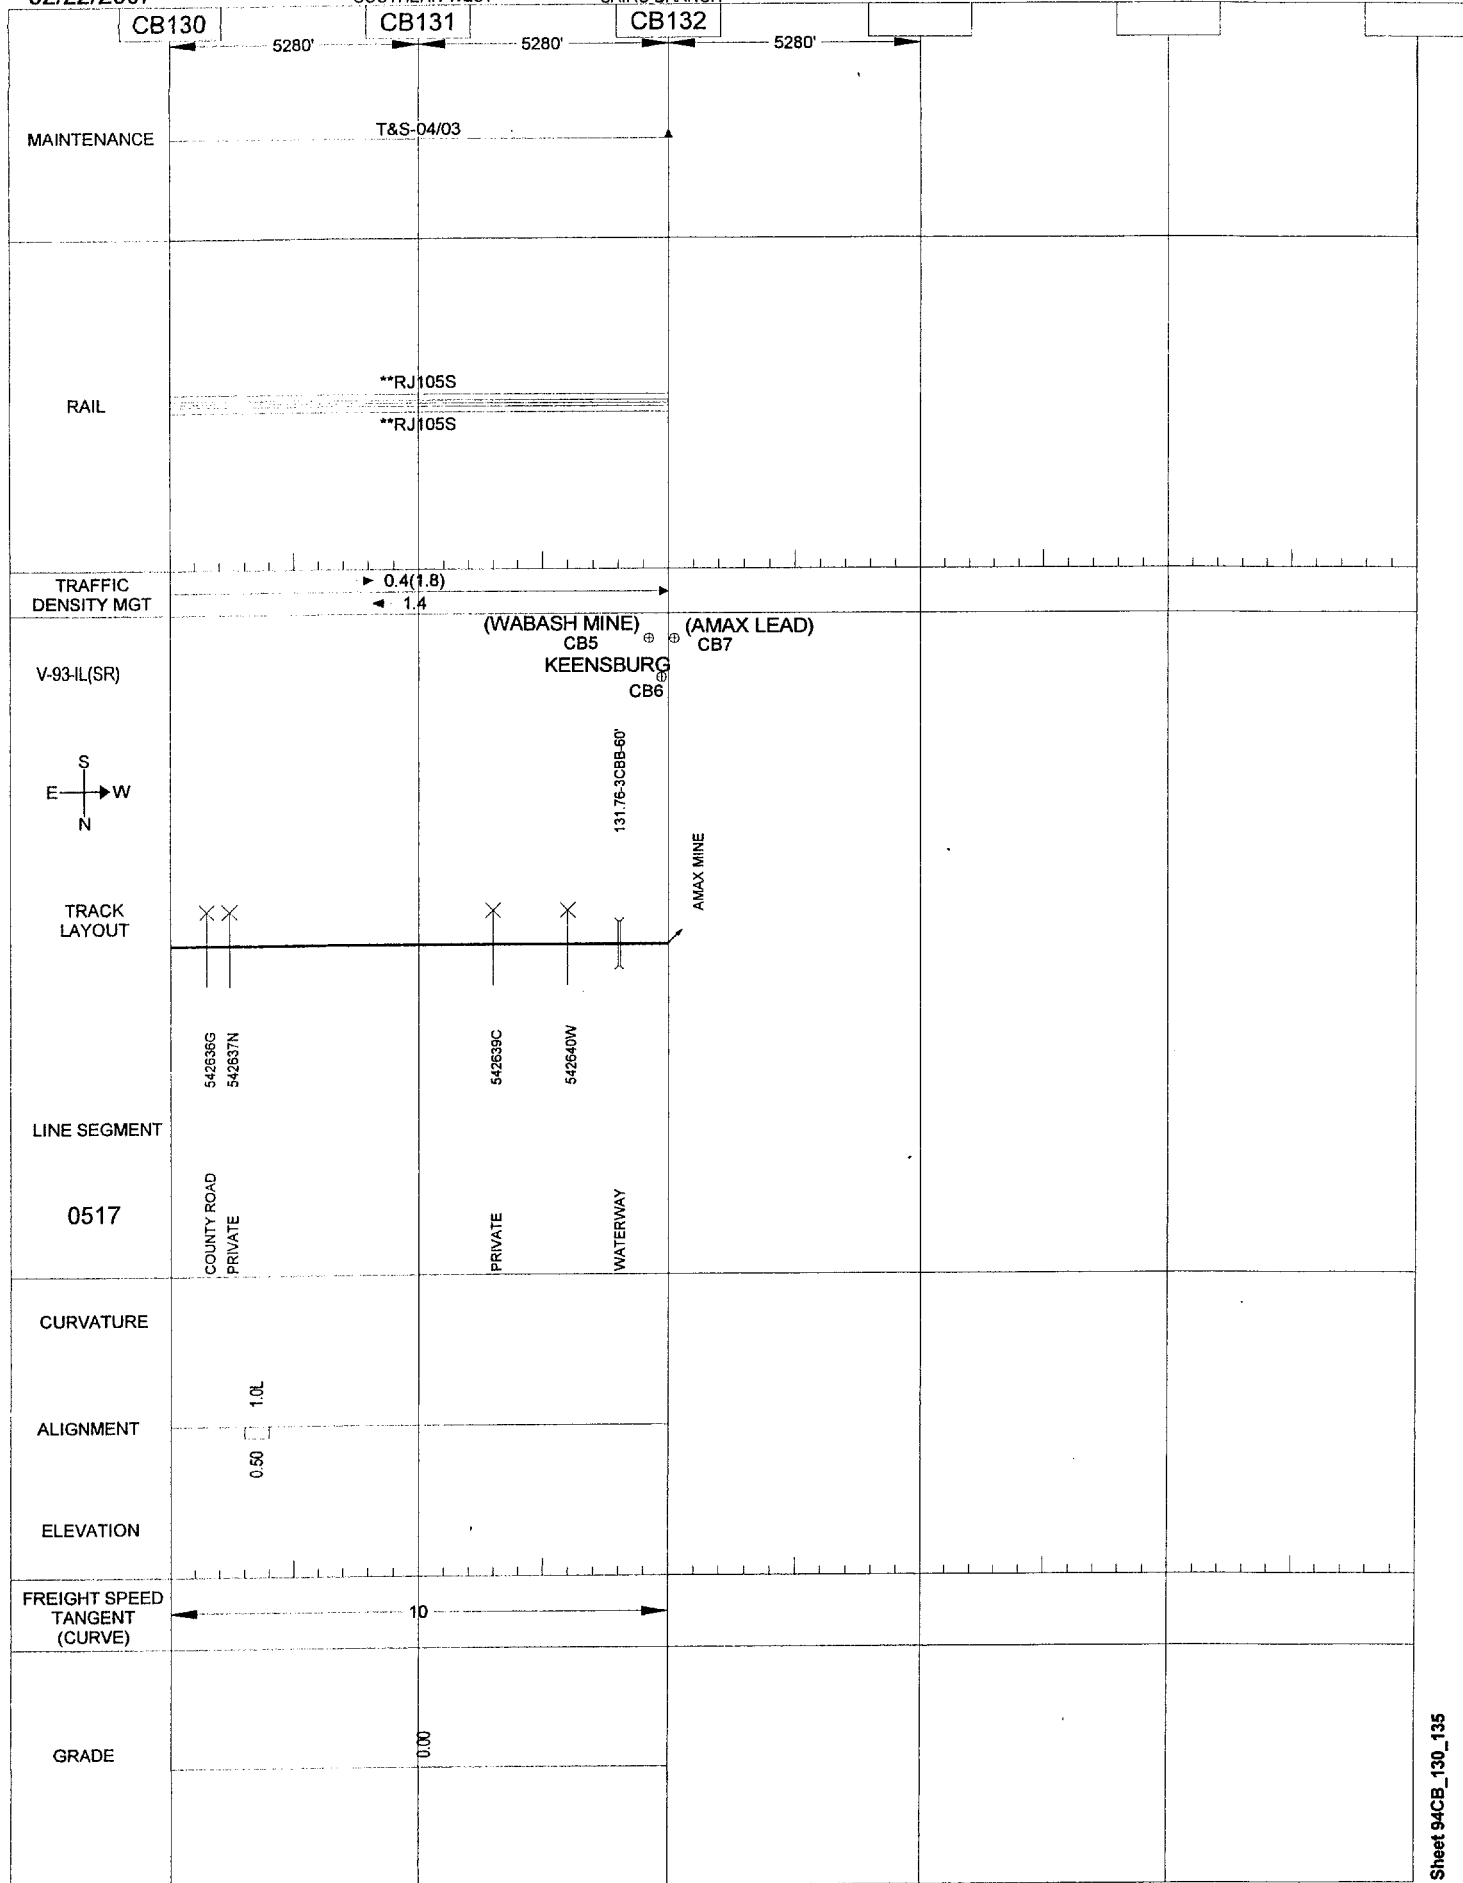 CB130
CB131
CB132
5280'
5280'
5280'
MAINTENANCE
T&S-04/03
RAIL
**RJ105S
**RJ105S
TRAFFIC
DENSITY MGT
0.4(1.8)
1.4
(WABASH MINE)
CB5
(AMAX LEAD)
CB7
KEENSBURG
CB6
V-93-IL(SR)
131.76-3CBB-60'
S
E
W
N
AMAX MINE
TRACK
LAYOUT
542636G
542637N
542639C
542640W
LINE SEGMENT
0517
COUNTY ROAD
PRIVATE
PRIVATE
WATERWAY
CURVATURE
1.0L
ALIGNMENT
0.50
ELEVATION
FREIGHT SPEED
TANGENT
(CURVE)
10
GRADE
0.00
Sheet 94CB_130_135